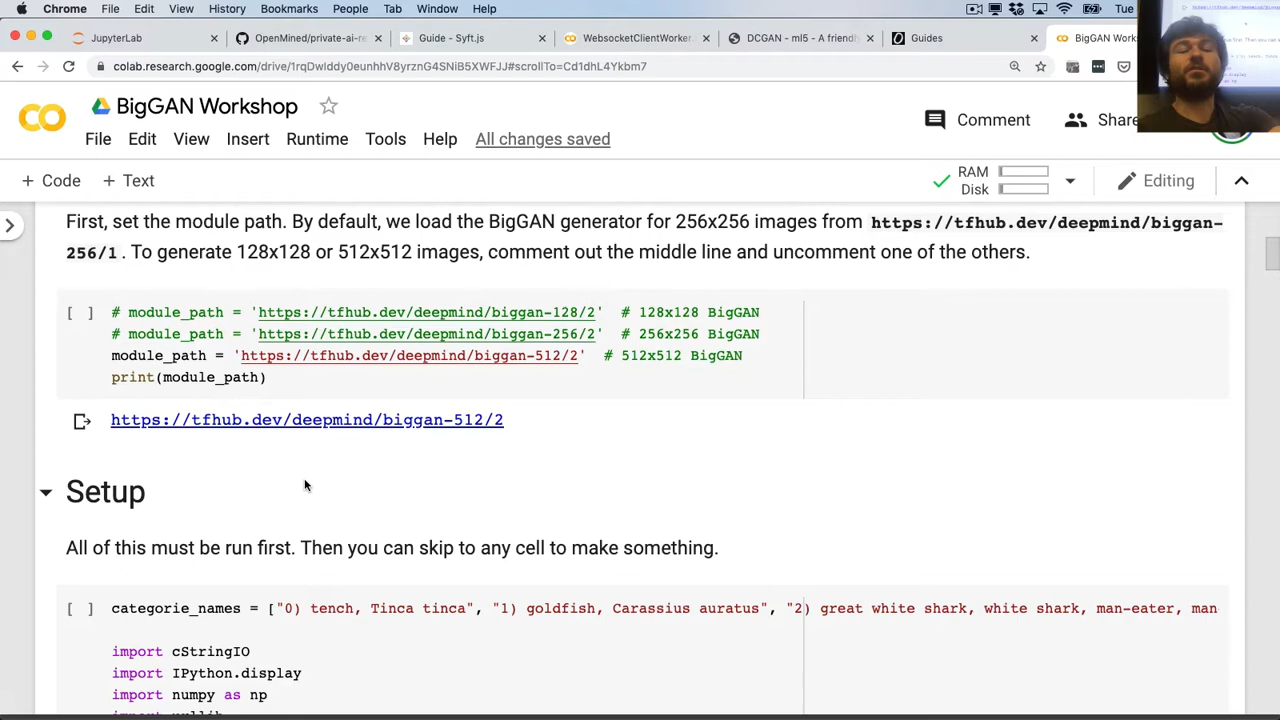 Chrome File Edit View History Bookmarks People Tab Window Help Tue
JupyterLab OpenMined/private-ai-re Guide - Syft.js WebsocketClientWorker. DCGAN - ml5 - A friendly Guides BigGAN Work
colab.research.google.com/drive/1rqDwlddy0eunhhV8yrznG4SNiB5XWFJJ#scrollTo=Cd1dhL4Ykbm7
CO BigGAN Workshop
File Edit View Insert Runtime Tools Help All changes saved
Comment Share
+ Code + Text
RAM
Disk
Editing
First, set the module path. By default, we load the BigGAN generator for 256x256 images from https://tfhub.dev/deepmind/biggan-
256/1 . To generate 128x128 or 512x512 images, comment out the middle line and uncomment one of the others.
[ ] # module_path = 'https://tfhub.dev/deepmind/biggan-128/2' # 128x128 BigGAN
# module_path = 'https://tfhub.dev/deepmind/biggan-256/2' # 256x256 BigGAN
module_path = 'https://tfhub.dev/deepmind/biggan-512/2' # 512x512 BigGAN
print(module_path)
https://tfhub.dev/deepmind/biggan-512/2
Setup
All of this must be run first. Then you can skip to any cell to make something.
[ ] categorie_names = ["0) tench, Tinca tinca", "1) goldfish, Carassius auratus", "2) great white shark, white shark, man-eater, man-
import cStringIO
import IPython.display
import numpy as np